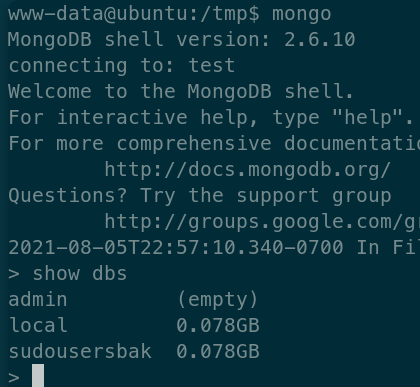 www-data@ubuntu:/tmp$ mongo
MongoDB shell version: 2.6.10
connecting to: test
Welcome to the MongoDB shell.
For interactive help, type "help".
For more comprehensive documentati
http://docs.mongodb.org/
Questions? Try the support group
http://groups.google.com/gr
2021-08-05T22:57:10.340-0700 In Fil
> show dbs
admin (empty)
local 0.078GB
sudousersbak 0.078GB
>